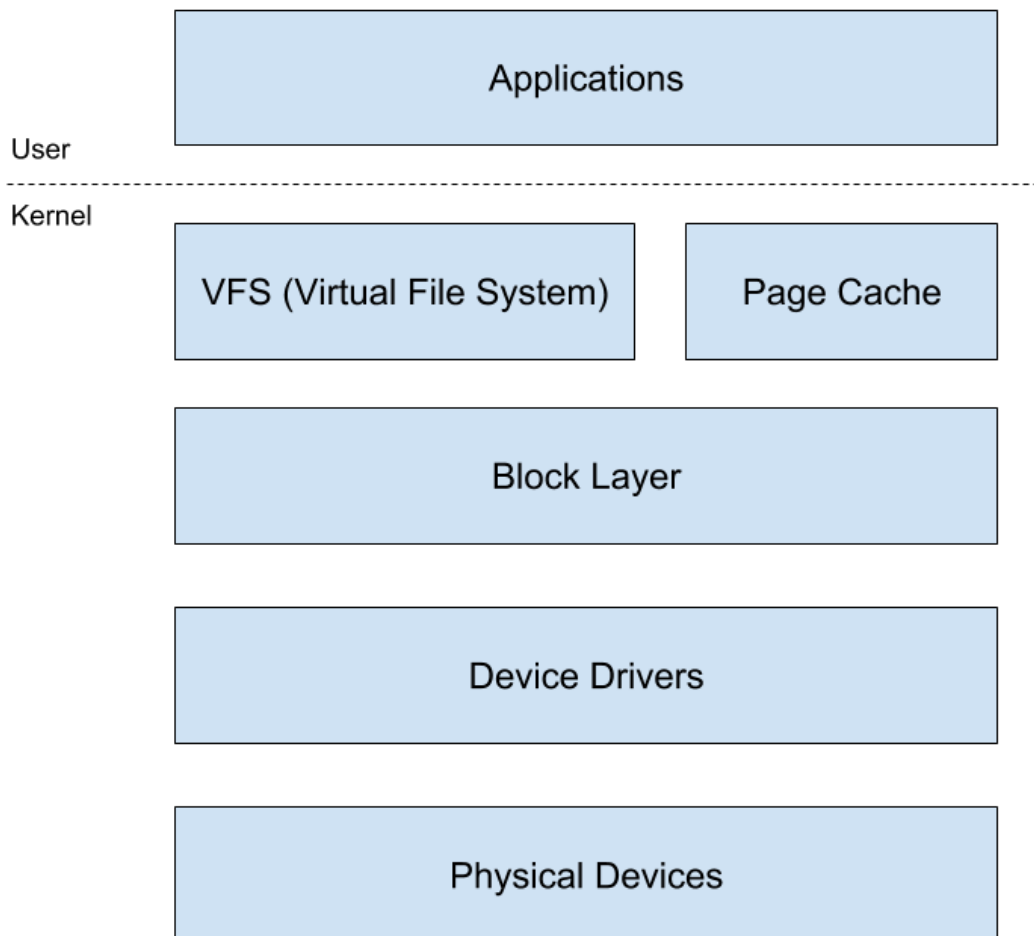 Applications
User
Kernel
VFS (Virtual File System)
Page Cache
Block Layer
Device Drivers
Physical Devices